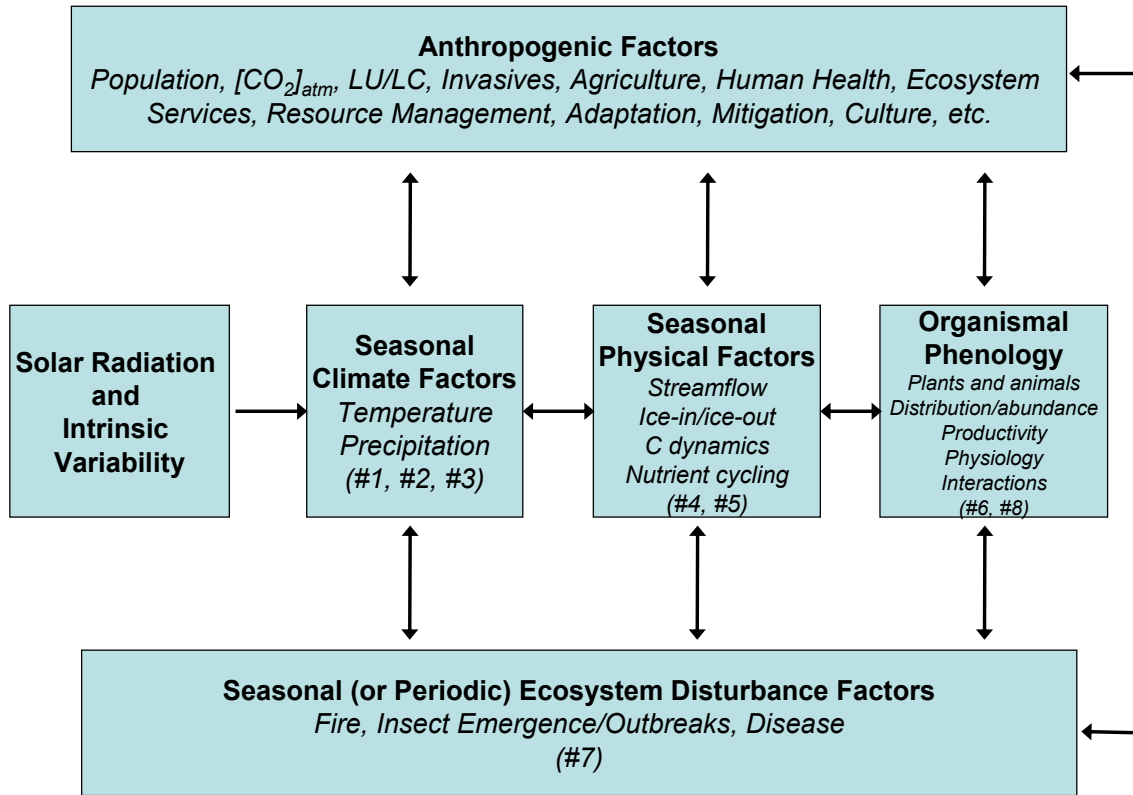 Anthropogenic Factors
Population, [CO2]atm, LU/LC, Invasives, Agriculture, Human Health, Ecosystem
Services, Resource Management, Adaptation, Mitigation, Culture, etc.
Solar Radiation
and
Intrinsic
Variability
Seasonal
Climate Factors
Temperature
Precipitation
(#1, #2, #3)
Seasonal
Physical Factors
Streamflow
Ice-in/ice-out
C dynamics
Nutrient cycling
(#4, #5)
Organismal
Phenology
Plants and animals
Distribution/abundance
Productivity
Physiology
Interactions
(#6, #8)
Seasonal (or Periodic) Ecosystem Disturbance Factors
Fire, Insect Emergence/Outbreaks, Disease
(#7)